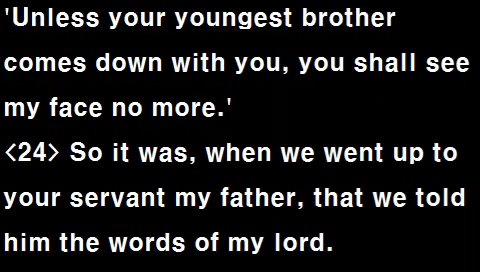 'Unless your youngest brother
comes down with you, you shall see
my face no more.'
<24> So it was, when we went up to
your servant my father, that we told
him the words of my lord.